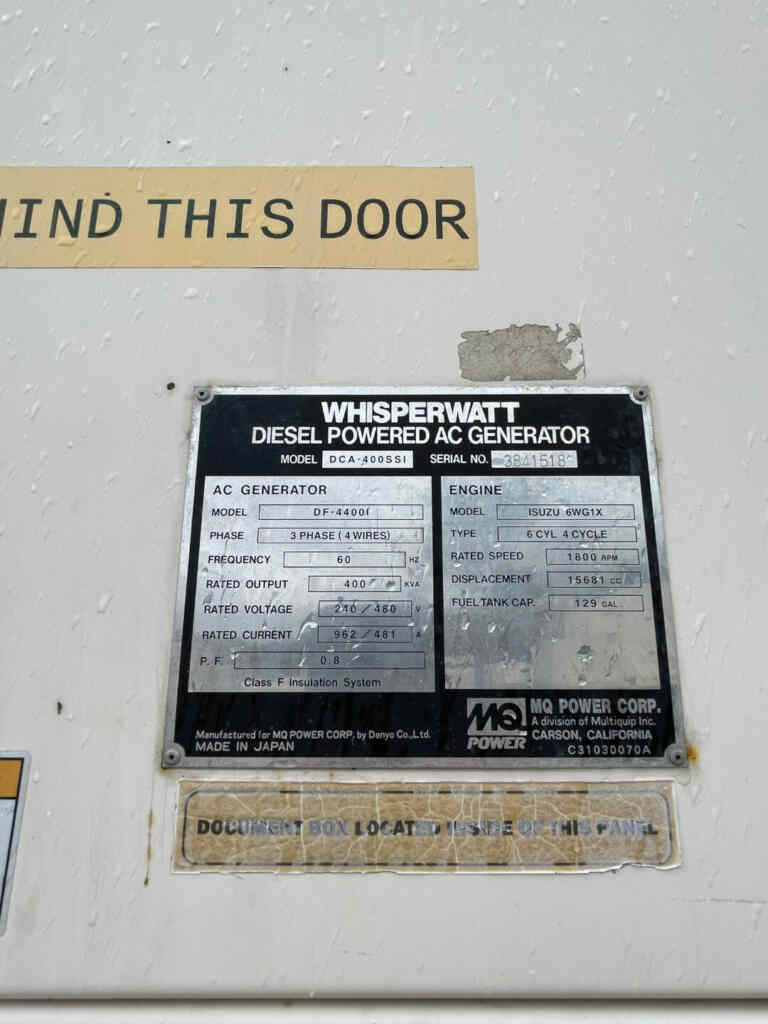 HIND THIS DOOR
WHISPERWATT
DIESEL POWERED AC GENERATOR
MODEL DCA-400SSI SERIAL NO. 3841518
AC GENERATOR
MODEL DF-4400I
PHASE 3 PHASE (4 WIRES)
FREQUENCY 60 HZ
RATED OUTPUT 400 KVA
RATED VOLTAGE 240/480 V
RATED CURRENT 962/481 A
P. F. 0.8
Class F Insulation System
ENGINE
MODEL ISUZU 6WG1X
TYPE 6 CYL 4 CYCLE
RATED SPEED 1800 RPM
DISPLACEMENT 15681 CC
FUEL TANK CAP. 129 GAL
Manufactured for MQ POWER CORP. by Denyo Co., Ltd.
MADE IN JAPAN
MQ
POWER
MQ POWER CORP.
A division of Multiquip Inc.
CARSON, CALIFORNIA
C31030070A
DOCUMENT BOX LOCATED INSIDE OF THIS PANEL